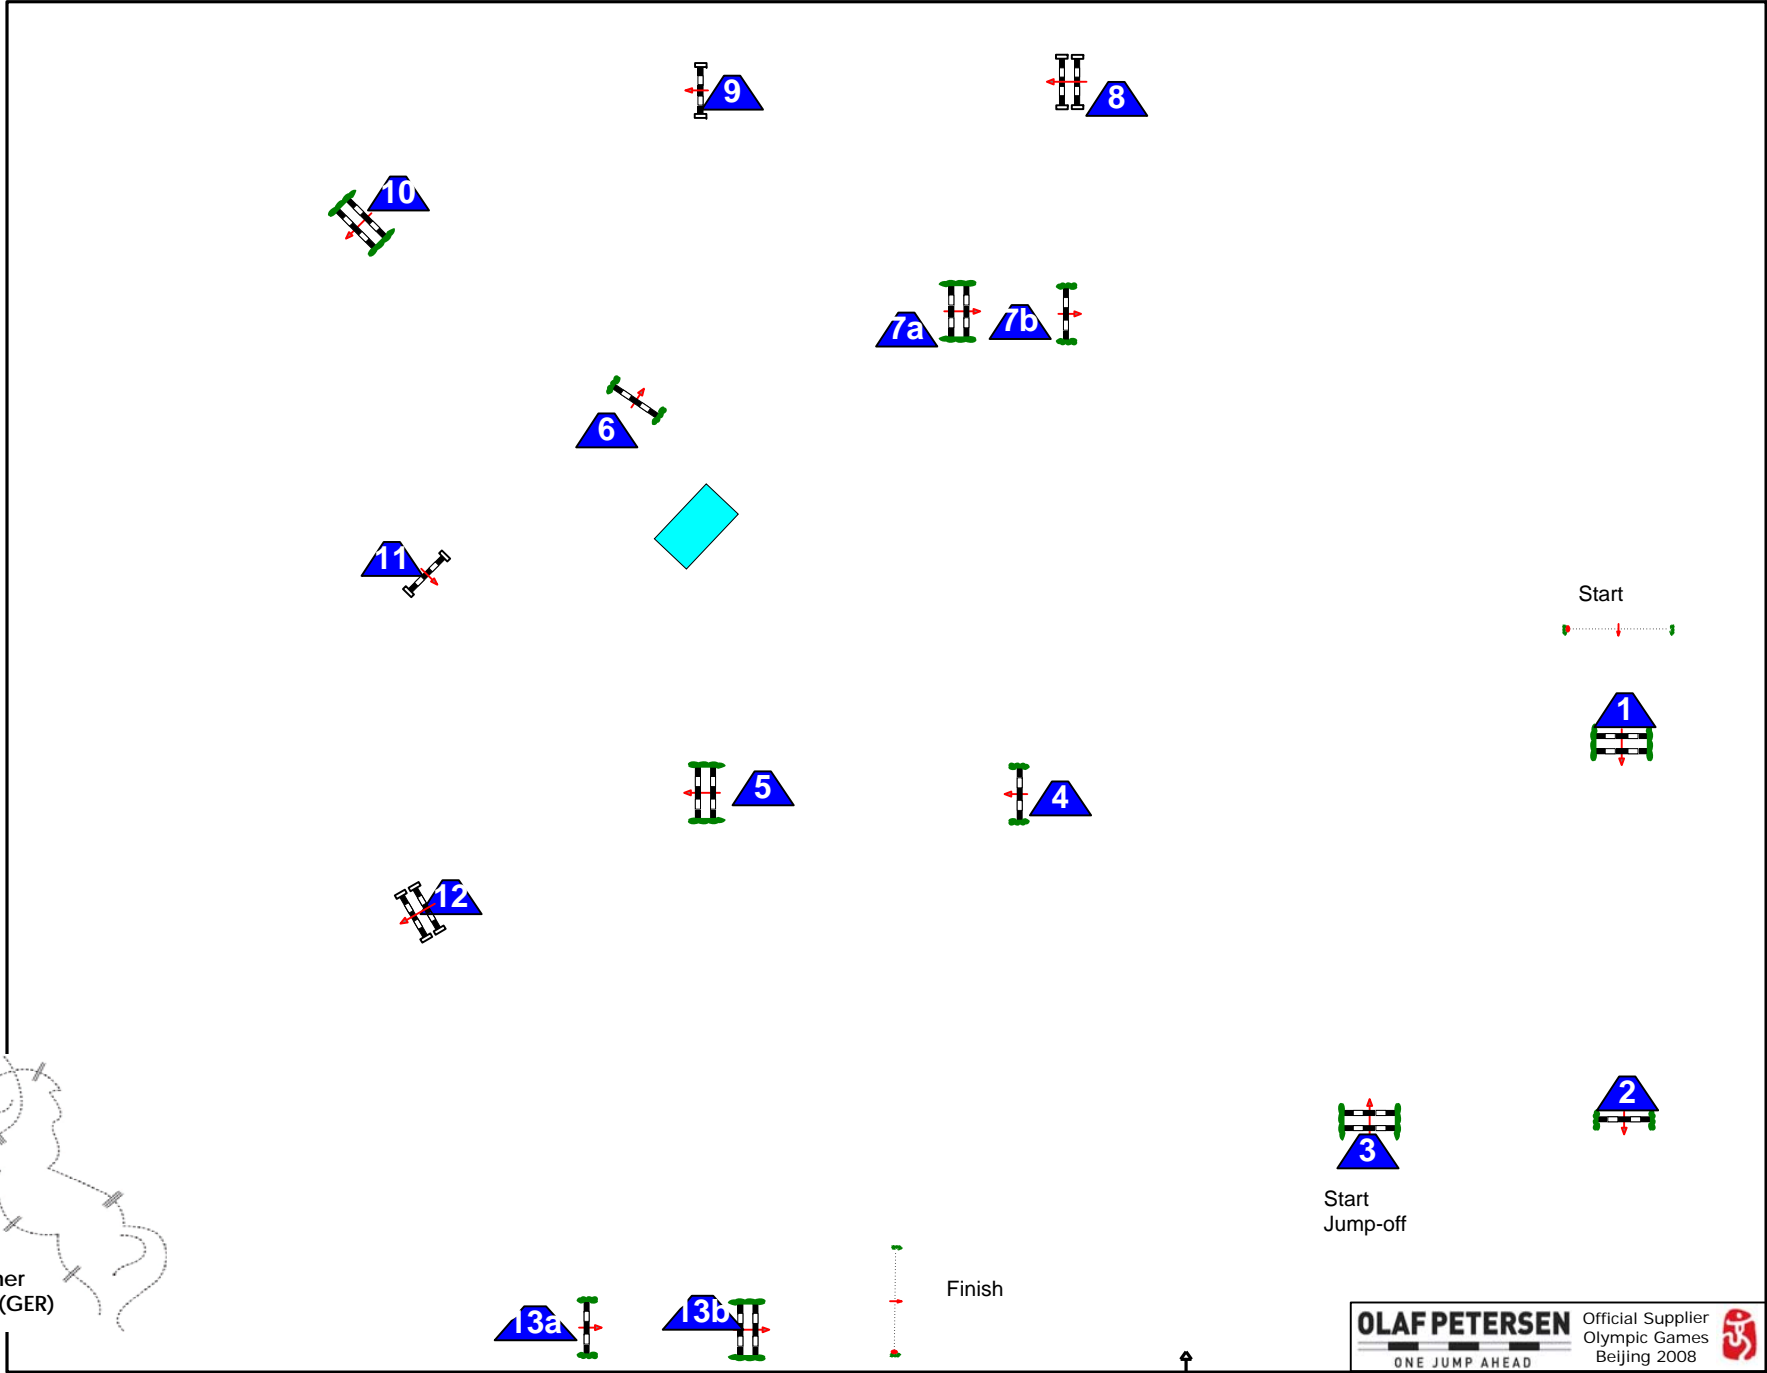 9
8
10
7a
7b
6
11
Start
1
5
4
12
2
3
Start
Jump-off
Finish
13a
13b
ner
(GER)
OLAF PETERSEN
ONE JUMP AHEAD
Official Supplier
Olympic Games
Beijing 2008